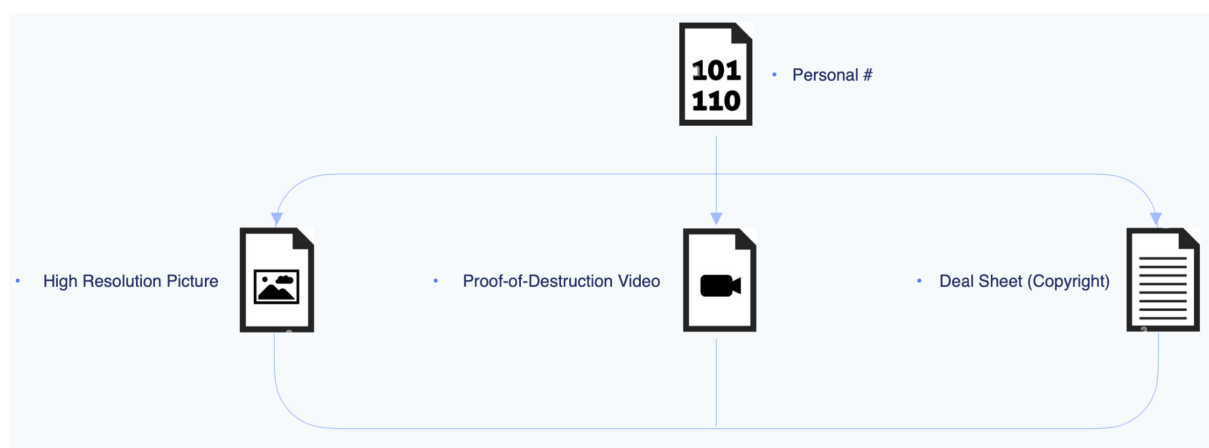 101
110
• Personal #
• High Resolution Picture
• Proof-of-Destruction Video
• Deal Sheet (Copyright)